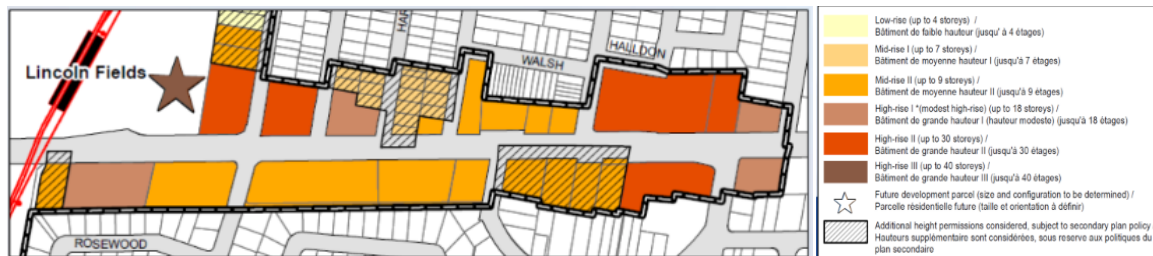 HAR
HALLDON
WALSH
Lincoln Fields
ROSEWOOD
Low-rise (up to 4 storeys) /
Bâtiment de faible hauteur (jusqu' à 4 étages)
Mid-rise I (up to 7 storeys) /
Bâtiment de moyenne hauteur I (jusqu'à 7 étages)
Mid-rise II (up to 9 storeys) /
Bâtiment de moyenne hauteur II (jusqu'à 9 étages)
High-rise I *(modest high-rise) (up to 18 storeys) /
Bâtiment de grande hauteur I (hauteur modeste) (jusqu'à 18 étages)
High-rise II (up to 30 storeys) /
Bâtiment de grande hauteur II (jusqu'à 30 étages)
High-rise III (up to 40 storeys) /
Bâtiment de grande hauteur III (jusqu'à 40 étages)
Future development parcel (size and configuration to be determined) /
Parcelle résidentielle future (taille et orientation à définir)
Additional height permissions considered, subject to secondary plan policy
Hauteurs supplémentaire sont considérées, sous reserve aux politiques du
plan secondaire